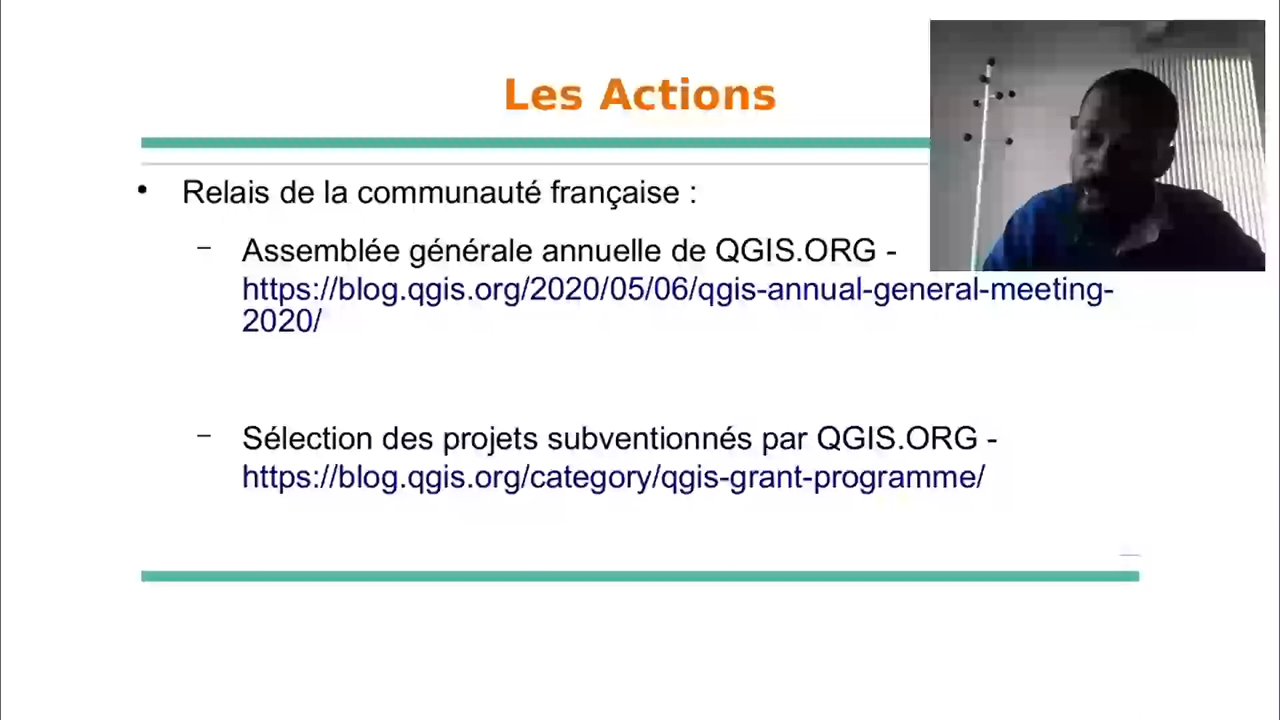 Les Actions
• Relais de la communauté française :
– Assemblée générale annuelle de QGIS.ORG -
https://blog.qgis.org/2020/05/06/qgis-annual-general-meeting-
2020/
– Sélection des projets subventionnés par QGIS.ORG -
https://blog.qgis.org/category/qgis-grant-programme/